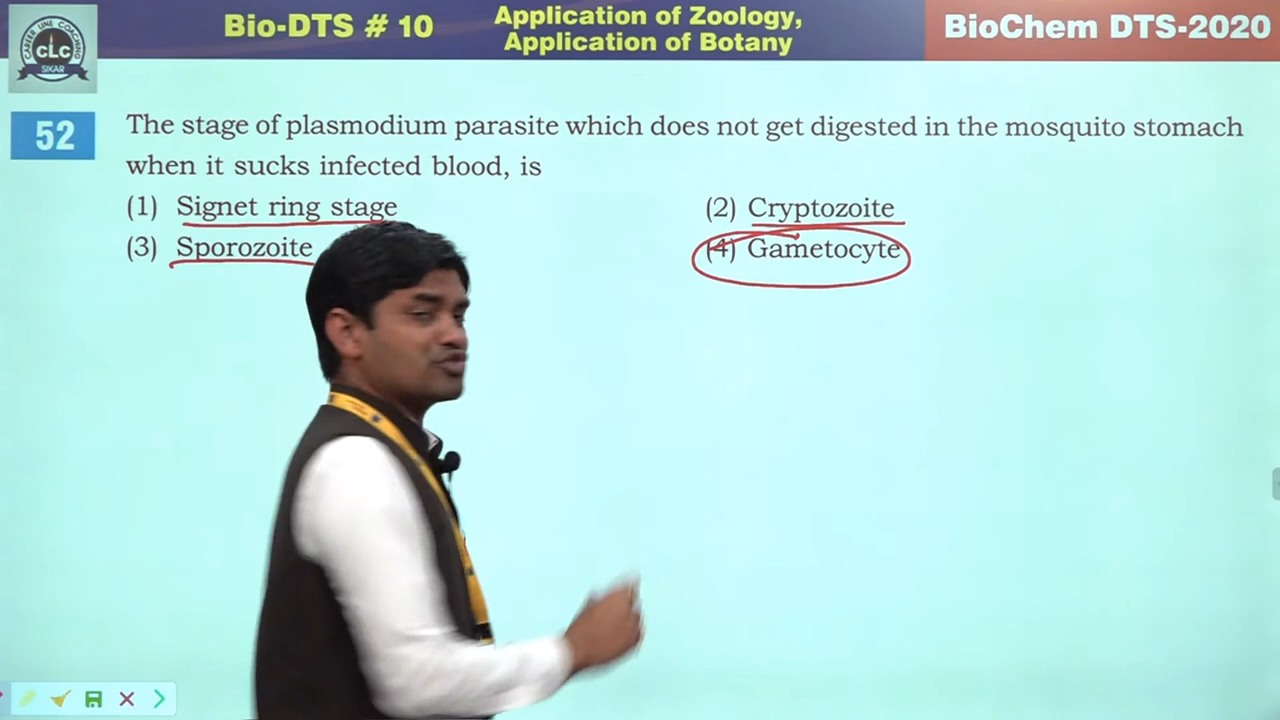 Bio-DTS # 10
Application of Zoology,
Application of Botany
BioChem DTS-2020
CAREER LINE COACHING
CLC
SIKAR
52
The stage of plasmodium parasite which does not get digested in the mosquito stomach
when it sucks infected blood, is
(1) Signet ring stage
(2) Cryptozoite
(3) Sporozoite
(4) Gametocyte